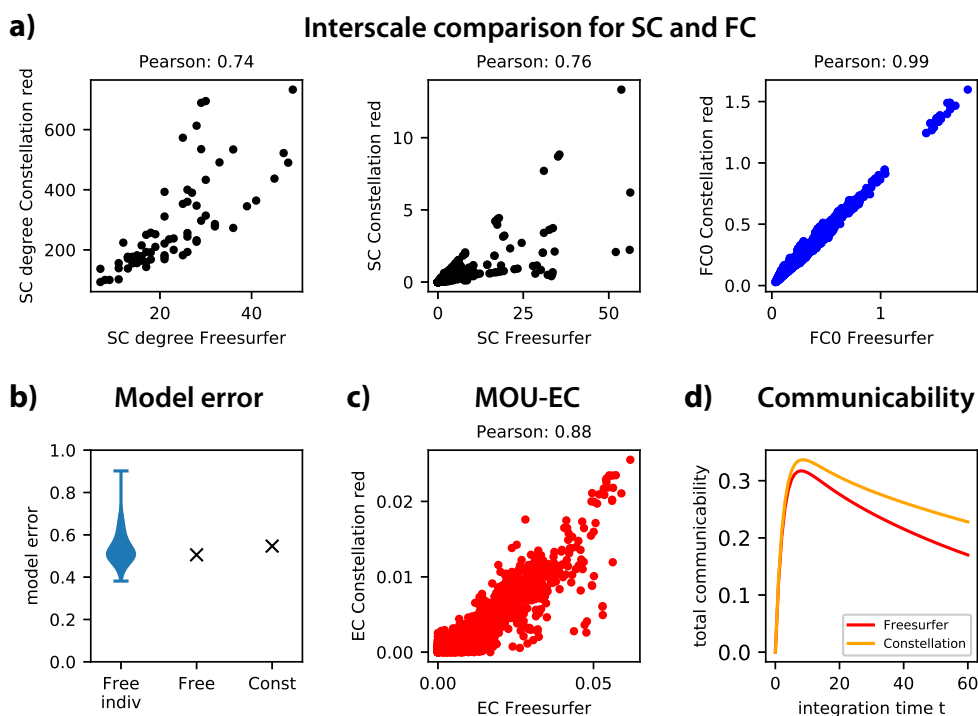 a) Interscale comparison for SC and FC
Pearson: 0.74
SC degree Constellation red
600
400
200
20
40
SC degree Freesurfer
Pearson: 0.76
SC Constellation red
10
5
0
0
25
50
SC Freesurfer
Pearson: 0.99
FC0 Constellation red
1.5
1.0
0.5
0.0
0
1
FC0 Freesurfer
b) Model error
model error
1.0
0.8
0.6
0.4
0.2
0.0
Free
indiv
Free
Const
c) MOU-EC
Pearson: 0.88
EC Constellation red
0.02
0.01
0.00
0.00
0.05
EC Freesurfer
d) Communicability
total communicability
0.3
0.2
0.1
0.0
Freesurfer
Constellation
0
20
40
60
integration time t